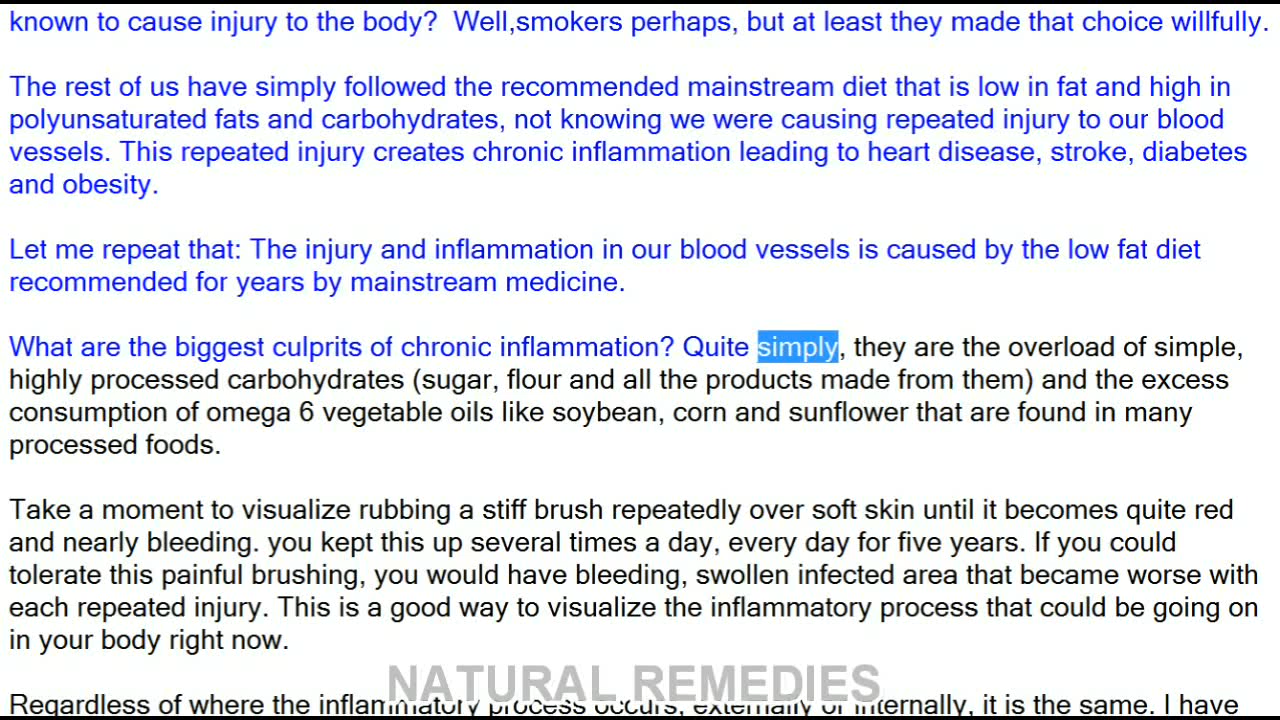 known to cause injury to the body?  Well,smokers perhaps, but at least they made that choice willfully.
The rest of us have simply followed the recommended mainstream diet that is low in fat and high in
polyunsaturated fats and carbohydrates, not knowing we were causing repeated injury to our blood
vessels. This repeated injury creates chronic inflammation leading to heart disease, stroke, diabetes
and obesity.
Let me repeat that: The injury and inflammation in our blood vessels is caused by the low fat diet
recommended for years by mainstream medicine.
What are the biggest culprits of chronic inflammation? Quite simply, they are the overload of simple,
highly processed carbohydrates (sugar, flour and all the products made from them) and the excess
consumption of omega 6 vegetable oils like soybean, corn and sunflower that are found in many
processed foods.
Take a moment to visualize rubbing a stiff brush repeatedly over soft skin until it becomes quite red
and nearly bleeding. you kept this up several times a day, every day for five years. If you could
tolerate this painful brushing, you would have bleeding, swollen infected area that became worse with
each repeated injury. This is a good way to visualize the inflammatory process that could be going on
in your body right now.
NATURAL REMEDIES
Regardless of where the inflammatory process occurs, externally or internally, it is the same. I have